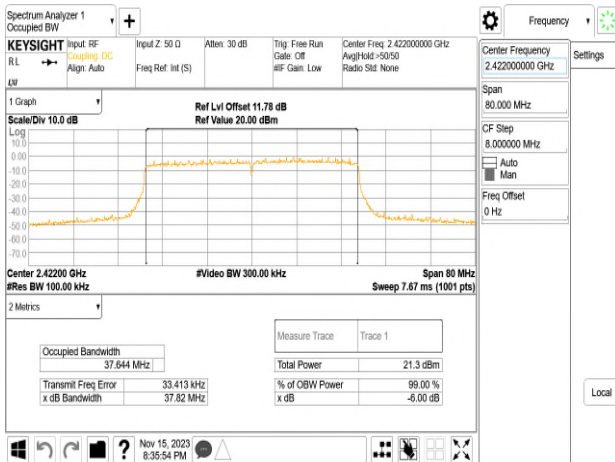 Spectrum Analyzer 1
Occupied BW
+
Frequency
KEYSIGHT
RL
Input: RF
Coupling: DC
Align: Auto
Input Z: 50 Ω
Freq Ref: Int (S)
Atten: 30 dB
Trig: Free Run
Gate: Off
#IF Gain: Low
Center Freq: 2.422000000 GHz
Avg|Hold:>50/50
Radio Std: None
Center Frequency
2.422000000 GHz
Settings
Span
80.000 MHz
CF Step
8.000000 MHz
Auto
Man
Freq Offset
0 Hz
Local
1 Graph
Scale/Div 10.0 dB
Ref Lvl Offset 11.78 dB
Ref Value 20.00 dBm
Log
10.0
0.00
-10.0
-20.0
-30.0
-40.0
-50.0
-60.0
-70.0
Center 2.42200 GHz
#Video BW 300.00 kHz
Span 80 MHz
#Res BW 100.00 kHz
Sweep 7.67 ms (1001 pts)
2 Metrics
Measure Trace
Trace 1
Occupied Bandwidth
37.644 MHz
Total Power
21.3 dBm
Transmit Freq Error
33.413 kHz
% of OBW Power
99.00 %
x dB Bandwidth
37.82 MHz
x dB
-6.00 dB
?
Nov 15, 2023
8:35:54 PM